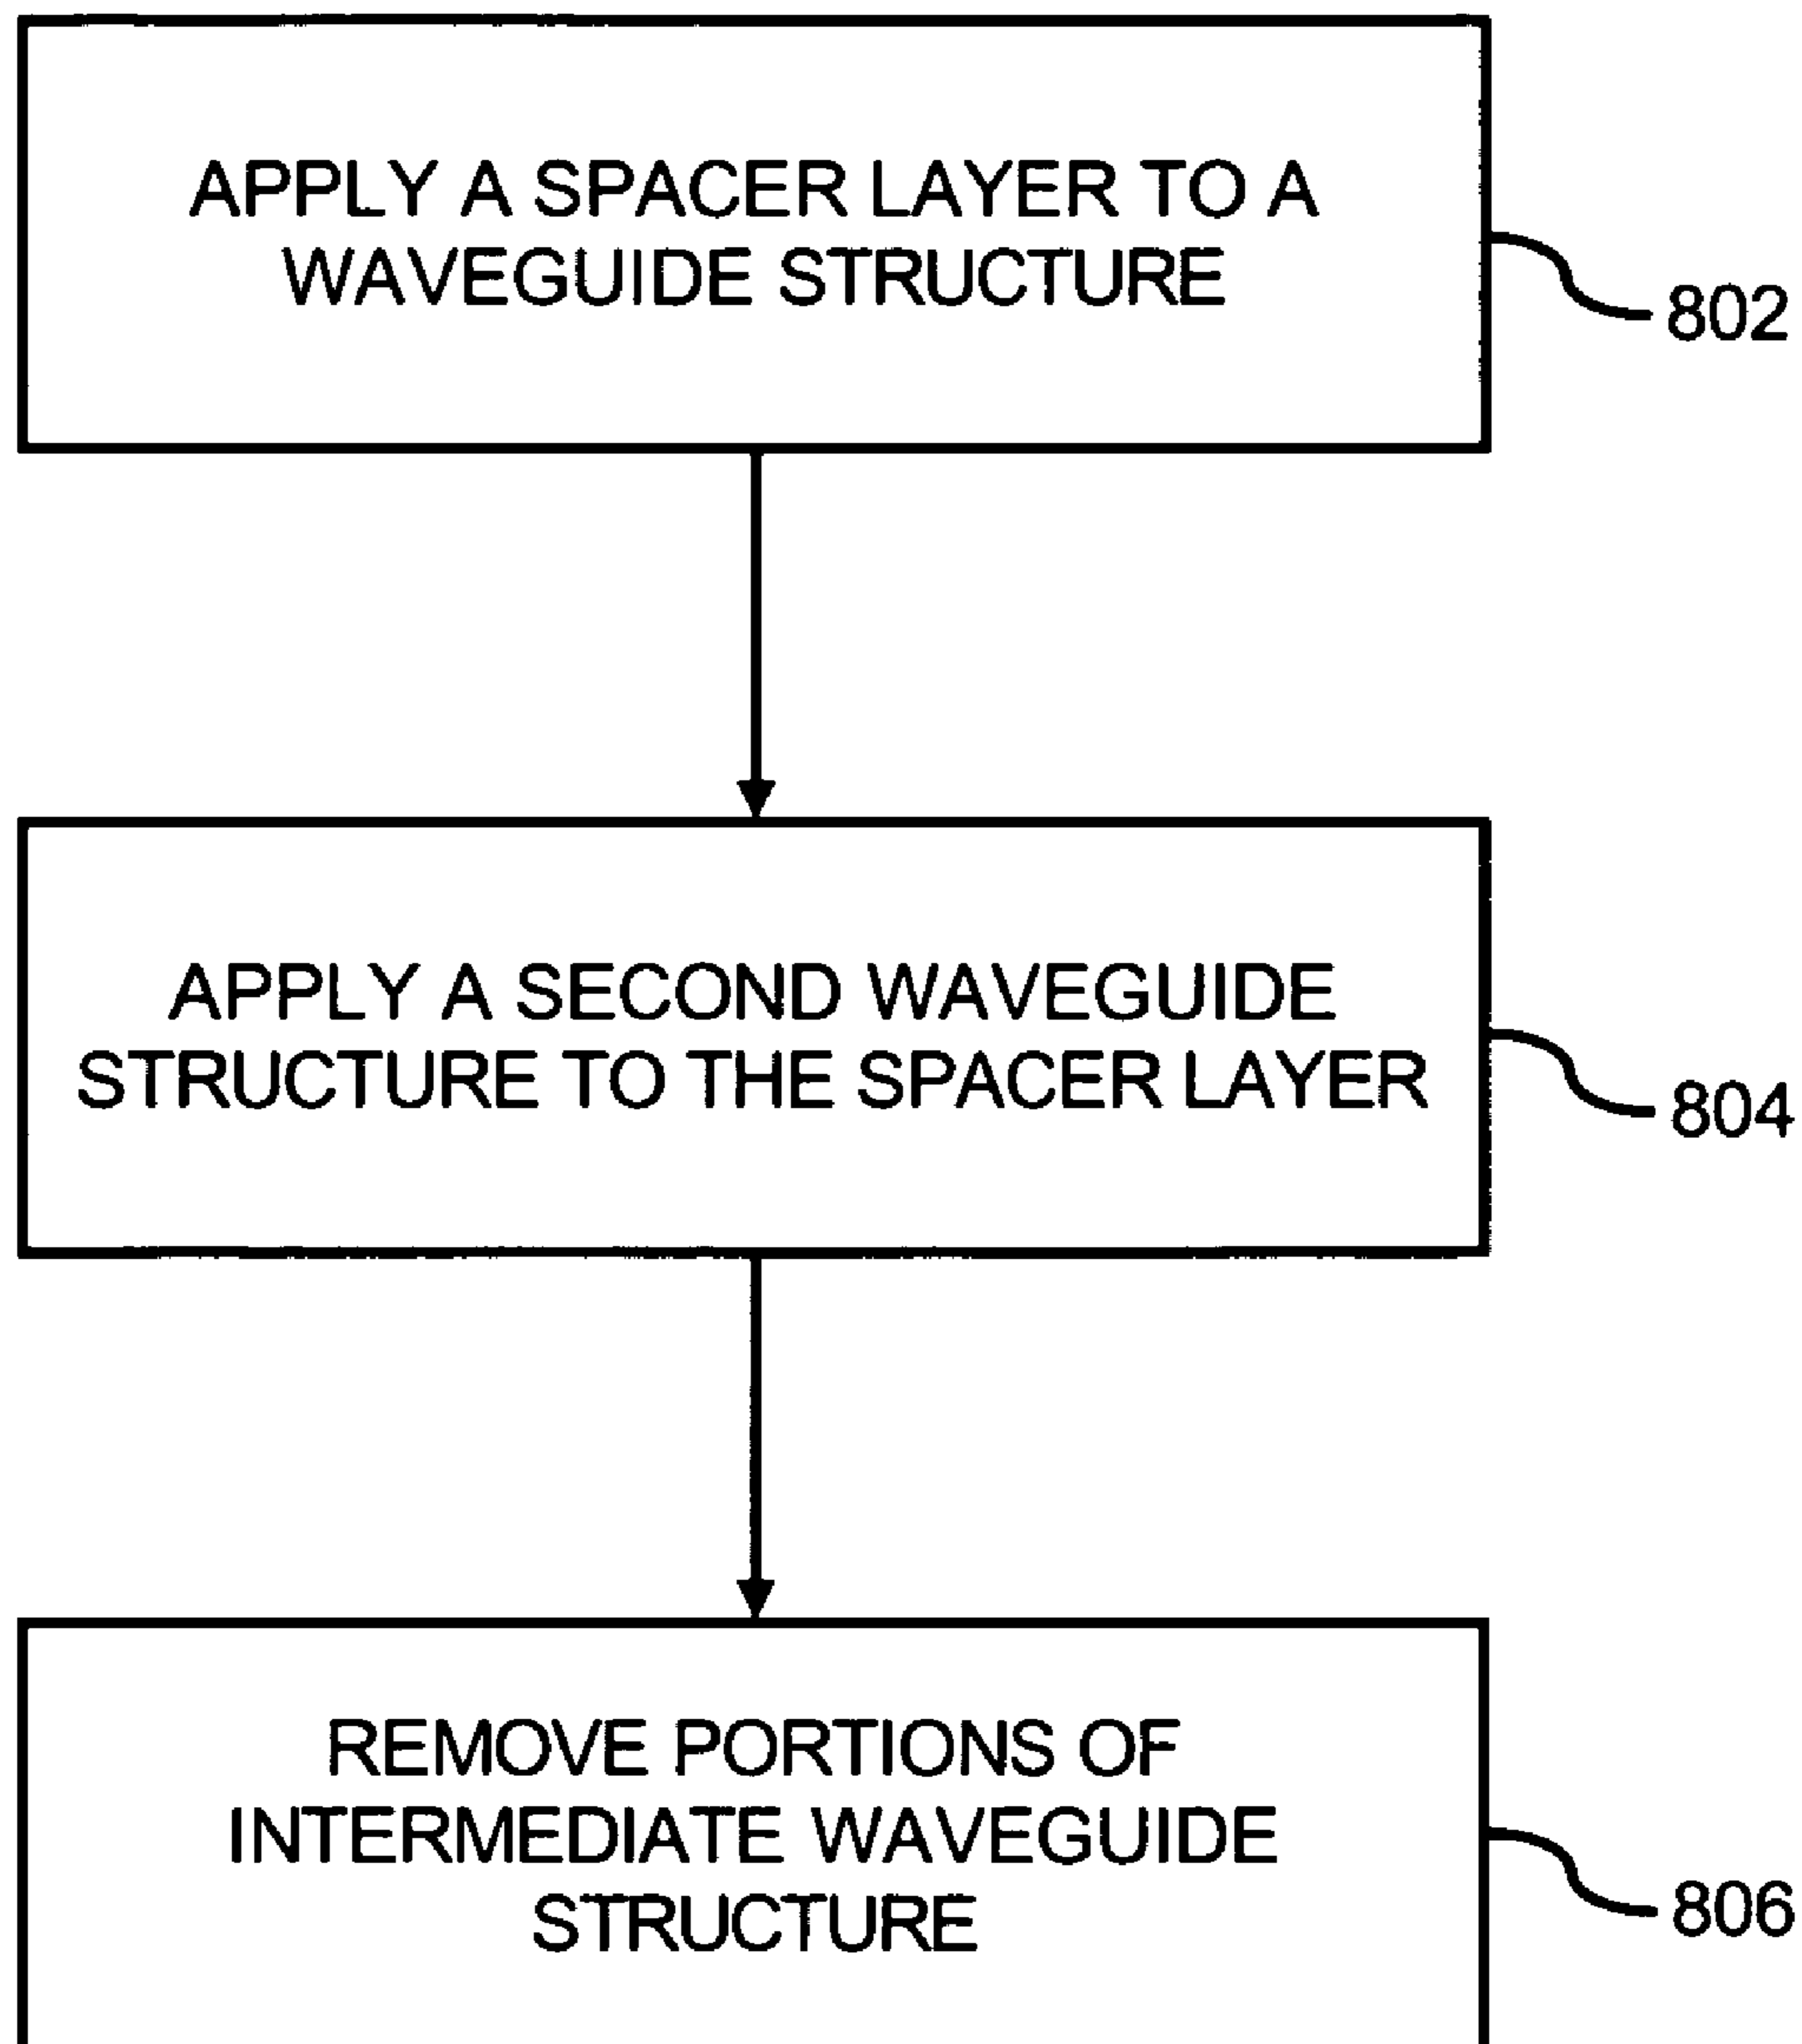 APPLY A SPACER LAYER TO A
WAVEGUIDE STRUCTURE
802
APPLY A SECOND WAVEGUIDE
STRUCTURE TO THE SPACER LAYER
804
REMOVE PORTIONS OF
INTERMEDIATE WAVEGUIDE
STRUCTURE
806